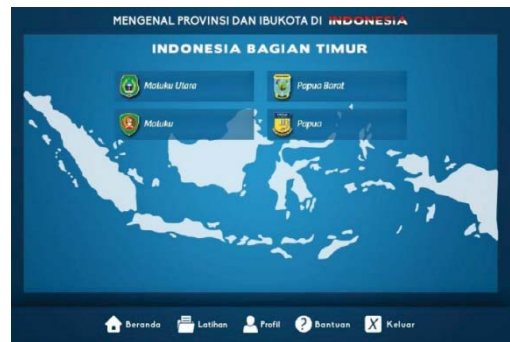 MENGENAL PROVINSI DAN IBUKOTA DI INDONESIA
INDONESIA BAGIAN TIMUR
Maluku Utara
Papua Barat
Maluku
Papua
Beranda Latihan Profil ? Bantuan X Keluar